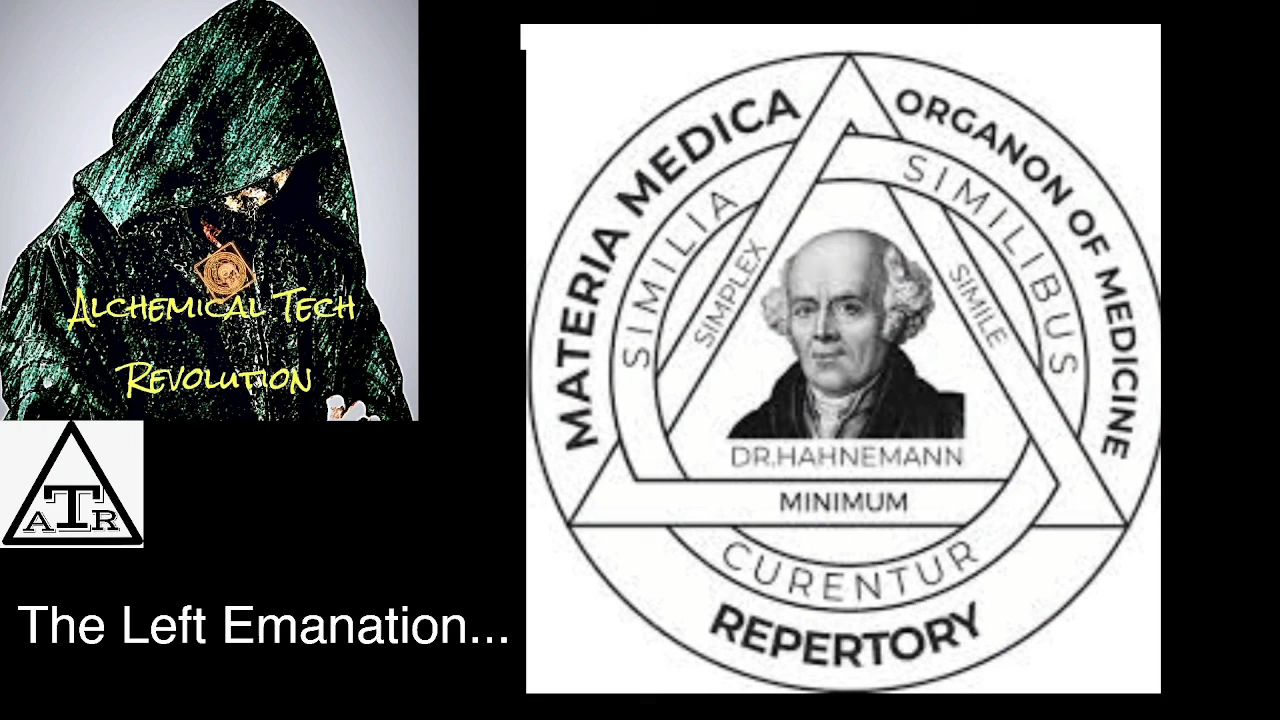 Alchemical Tech
Revolution
ATR
The Left Emanation...
MATERIA MEDICA
ORGANON OF MEDICINE
SIMILIA
SIMILIBUS
SIMPLEX
SIMILE
DR.HAHNEMANN
MINIMUM
CURENTUR
REPERTORY